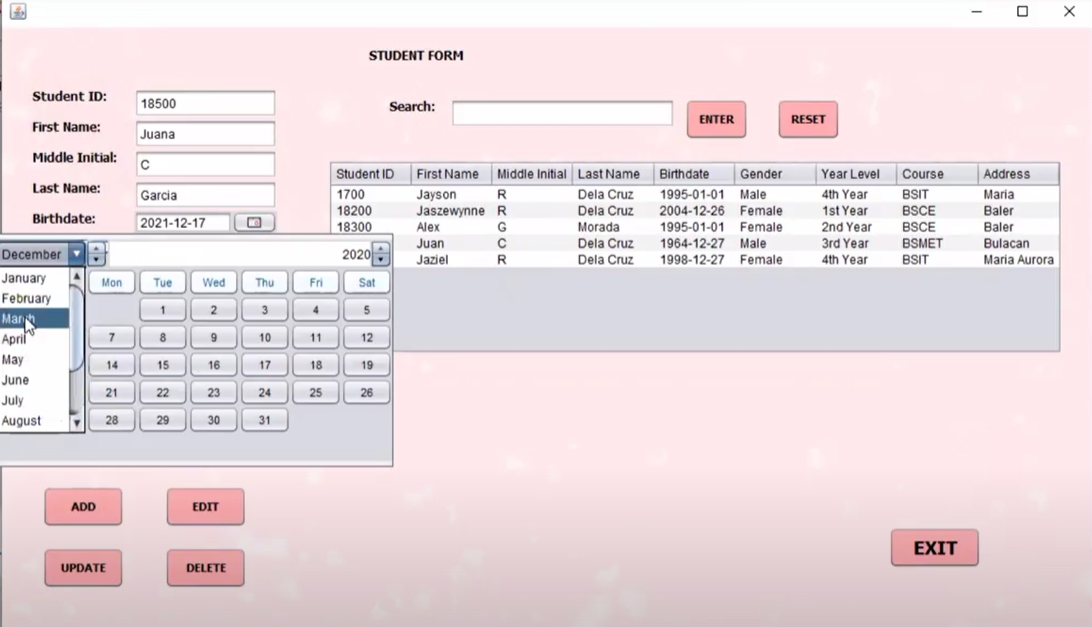 STUDENT FORM
Student ID: 18500
First Name: Juana
Middle Initial: C
Last Name: Garcia
Birthdate: 2021-12-17
Search: ENTER RESET
Student ID First Name Middle Initial Last Name Birthdate Gender Year Level Course Address
1700 Jayson R Dela Cruz 1995-01-01 Male 4th Year BSIT Maria
18200 Jaszewynne R Dela Cruz 2004-12-26 Female 1st Year BSCE Baler
18300 Alex G Morada 1995-01-01 Female 2nd Year BSCE Baler
Juan C Dela Cruz 1964-12-27 Male 3rd Year BSMET Bulacan
Jaziel R Dela Cruz 1998-12-27 Female 4th Year BSIT Maria Aurora
December 2020
January
February
March
April
May
June
July
August
Mon Tue Wed Thu Fri Sat
1 2 3 4 5
7 8 9 10 11 12
14 15 16 17 18 19
21 22 23 24 25 26
28 29 30 31
ADD EDIT
UPDATE DELETE
EXIT